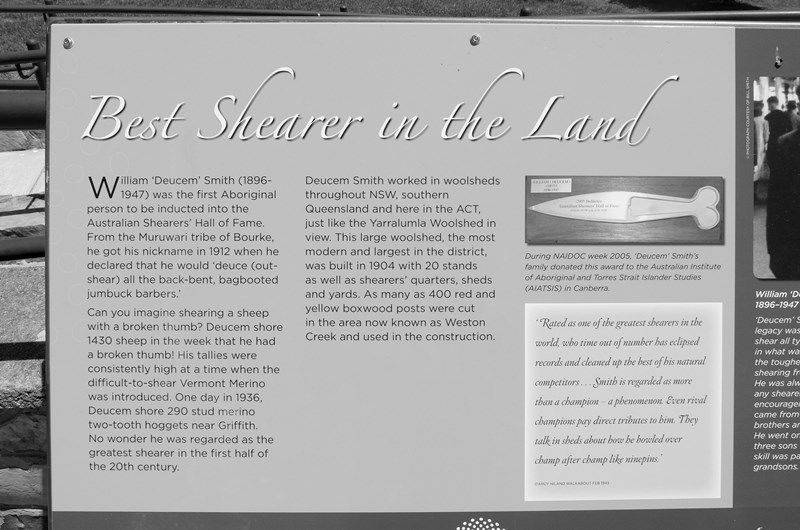 Best Shearer in the Land
William ‘Deucem’ Smith (1896-
1947) was the first Aboriginal
person to be inducted into the
Australian Shearers’ Hall of Fame.
From the Muruwari tribe of Bourke,
he got his nickname in 1912 when he
declared that he would ‘deuce (out-
shear) all the back-bent, bagbooted
jumbuck barbers.’
Can you imagine shearing a sheep
with a broken thumb? Deucem shore
1430 sheep in the week that he had
a broken thumb! His tallies were
consistently high at a time when the
difficult-to-shear Vermont Merino
was introduced. One day in 1936,
Deucem shore 290 stud merino
two-tooth hoggets near Griffith.
No wonder he was regarded as the
greatest shearer in the first half of
the 20th century.
Deucem Smith worked in woolsheds
throughout NSW, southern
Queensland and here in the ACT,
just like the Yarralumla Woolshed in
view. This large woolshed, the most
modern and largest in the district,
was built in 1904 with 20 stands
as well as shearers’ quarters, sheds
and yards. As many as 400 red and
yellow boxwood posts were cut
in the area now known as Weston
Creek and used in the construction.
During NAIDOC week 2005, ‘Deucem’ Smith’s
family donated this award to the Australian Institute
of Aboriginal and Torres Strait Islander Studies
(AIATSIS) in Canberra.
‘“Rated as one of the greatest shearers in the
world, who time out of number has eclipsed
records and cleaned up the best of his natural
competitors . . . Smith is regarded as more
than a champion – a phenomenon. Even rival
champions pay direct tributes to him. They
talk in sheds about how he bowled over
champ after champ like ninepins.’
DARCY NILAND WALKABOUT FEB 1943
©PHOTOGRAPH COURTESY OF BILL SMITH
William ‘D
1896-1947
‘Deucem’ S
legacy was
shear all ty
in what wa
the toughe
shearing fr
He was alw
any sheare
encourage
came from
brothers a
He went on
three sons
skill was pa
grandsons.